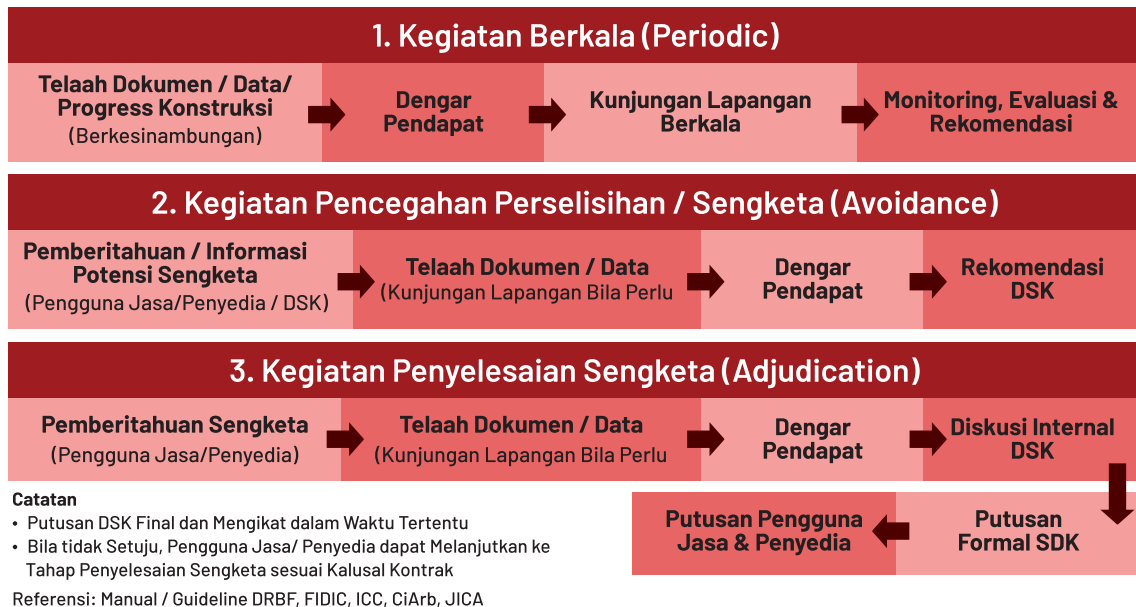 1. Kegiatan Berkala (Periodic)
Telaah Dokumen / Data/
Progress Konstruksi
(Berkesinambungan)
Dengar
Pendapat
Kunjungan Lapangan
Berkala
Monitoring, Evaluasi &
Rekomendasi
2. Kegiatan Pencegahan Perselisihan / Sengketa (Avoidance)
Pemberitahuan / Informasi
Potensi Sengketa
(Pengguna Jasa/Penyedia / DSK)
Telaah Dokumen / Data
(Kunjungan Lapangan Bila Perlu
Dengar
Pendapat
Rekomendasi
DSK
3. Kegiatan Penyelesaian Sengketa (Adjudication)
Pemberitahuan Sengketa
(Pengguna Jasa/Penyedia)
Telaah Dokumen / Data
(Kunjungan Lapangan Bila Perlu
Dengar
Pendapat
Diskusi Internal
DSK
Putusan
Formal SDK
Putusan Pengguna
Jasa & Penyedia
Catatan
• Putusan DSK Final dan Mengikat dalam Waktu Tertentu
• Bila tidak Setuju, Pengguna Jasa/ Penyedia dapat Melanjutkan ke
Tahap Penyelesaian Sengketa sesuai Kalusal Kontrak
Referensi: Manual / Guideline DRBF, FIDIC, ICC, CiArb, JICA